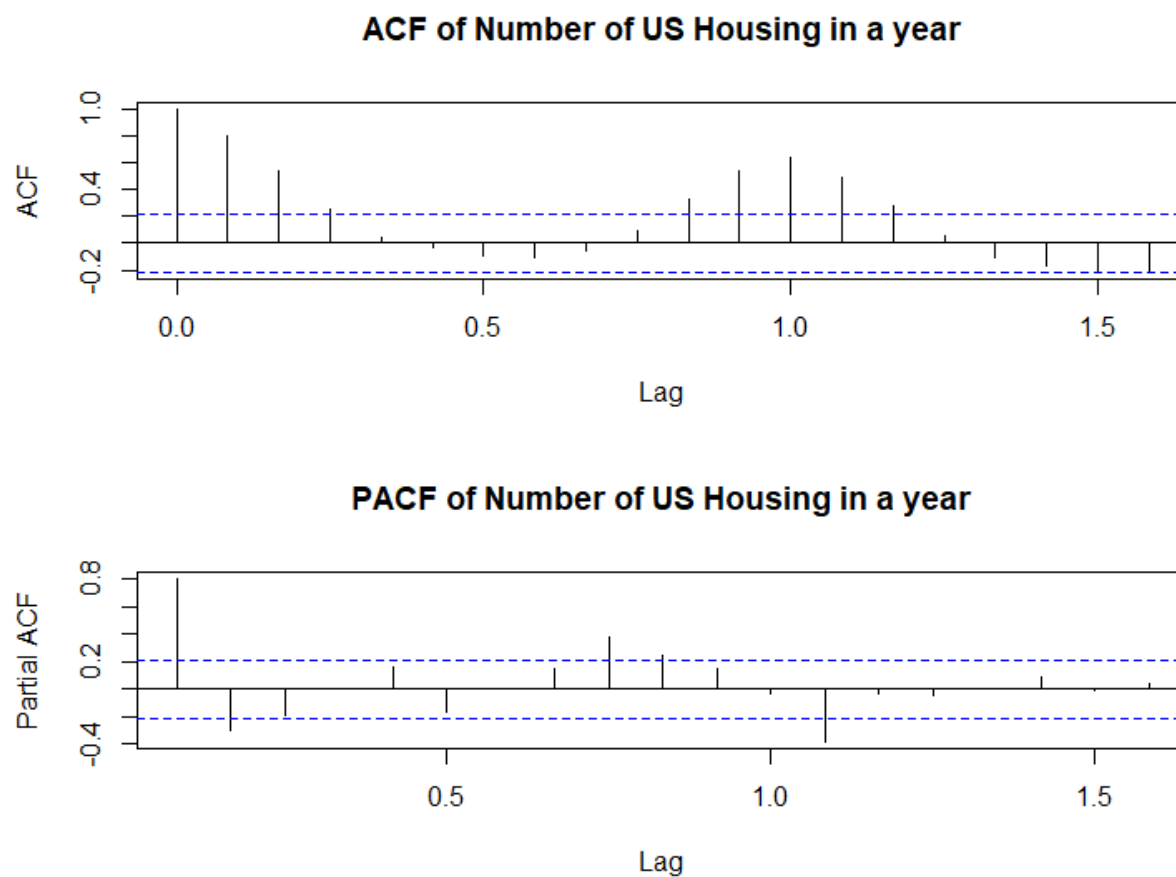 ACF of Number of US Housing in a year
ACF
1.0
0.4
-0.2
0.0 0.5 1.0 1.5
Lag
PACF of Number of US Housing in a year
Partial ACF
0.8
0.2
-0.4
0.5 1.0 1.5
Lag